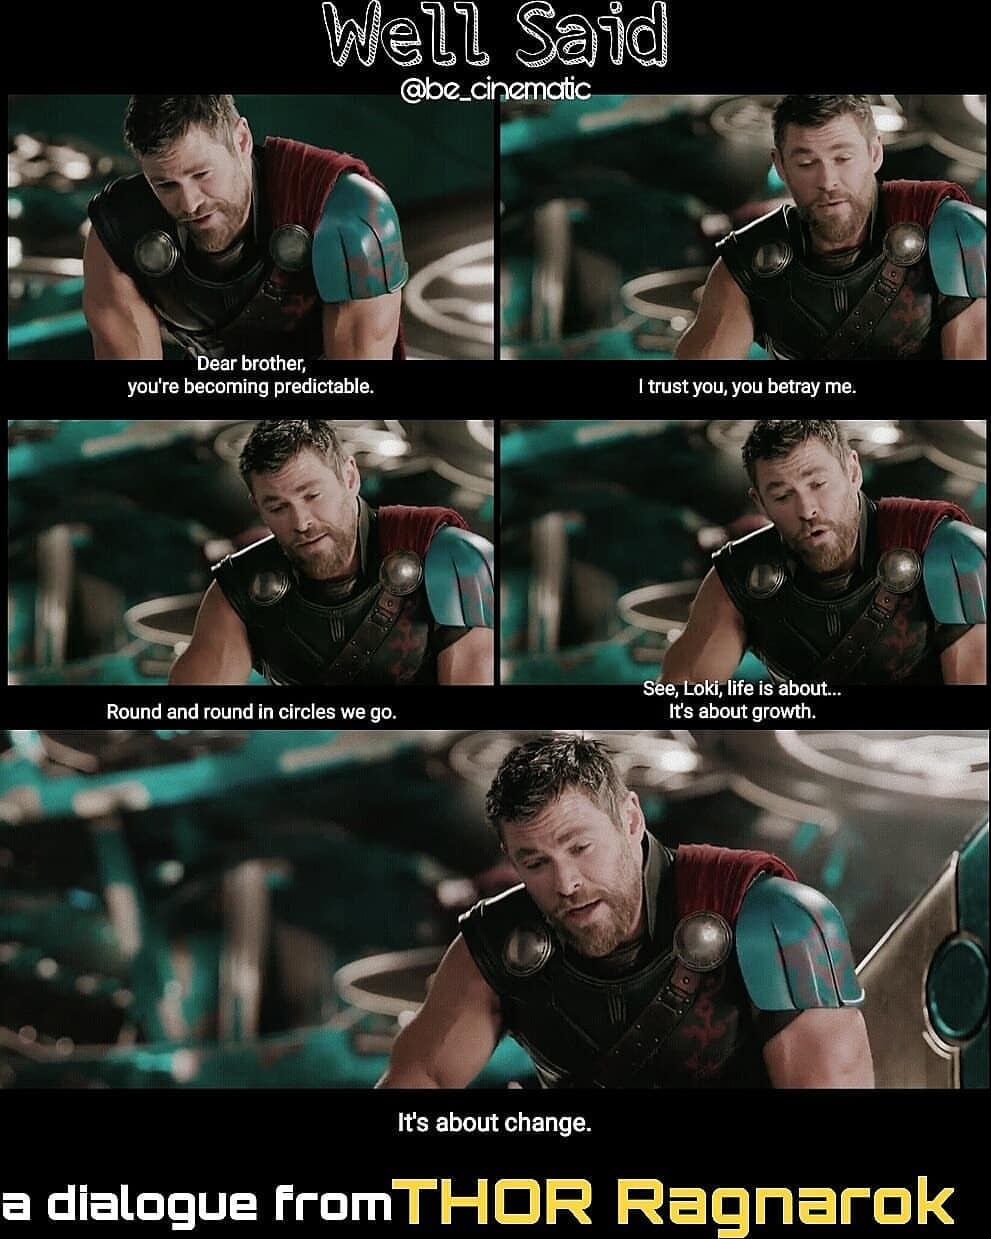 Well Said
@be_cinematic
Dear brother,
you're becoming predictable.
I trust you, you betray me.
Round and round in circles we go.
See, Loki, life is about...
It's about growth.
It's about change.
a dialogue from THOR Ragnarok